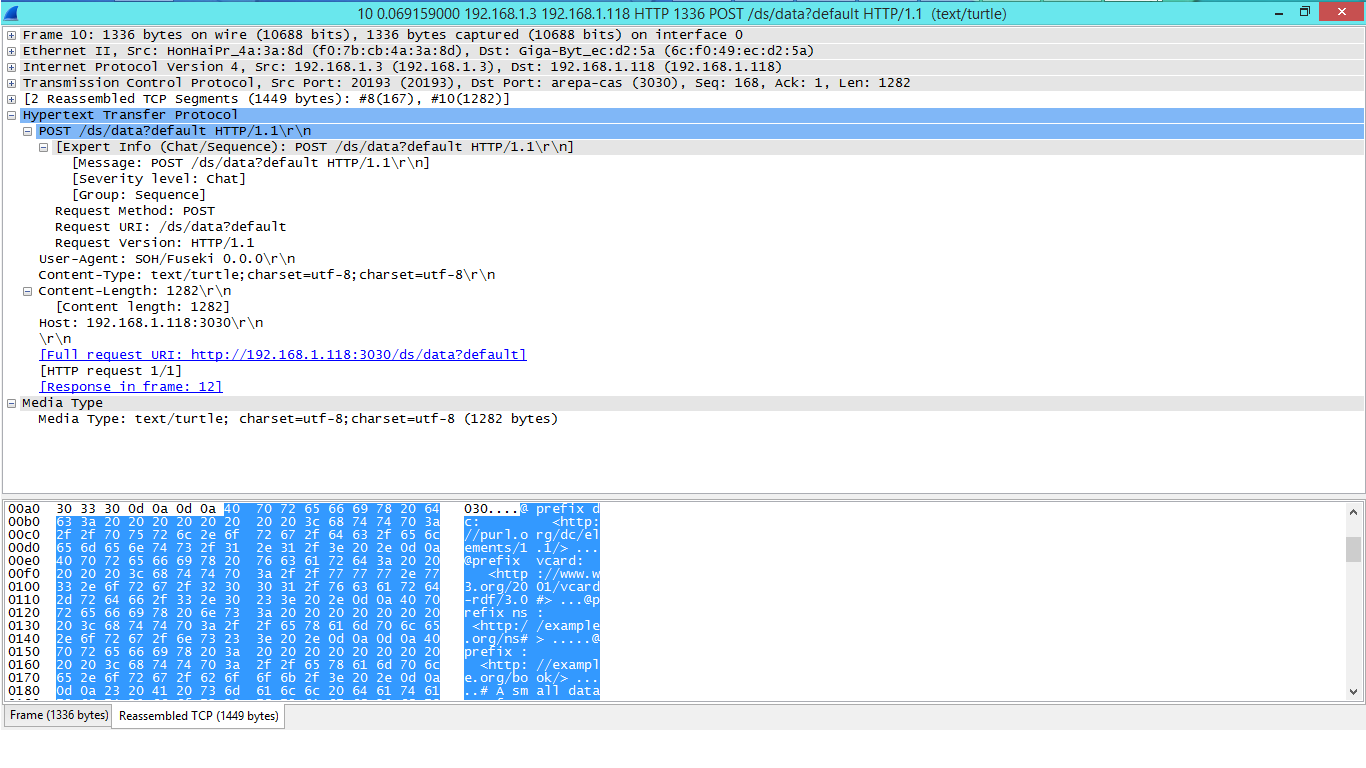 10 0.069159000 192.168.1.3 192.168.1.118 HTTP 1336 POST /ds/data?default HTTP/1.1 (text/turtle)
Frame 10: 1336 bytes on wire (10688 bits), 1336 bytes captured (10688 bits) on interface 0
Ethernet II, Src: HonHaiPr_4a:3a:8d (f0:7b:cb:4a:3a:8d), Dst: Giga-Byt_ec:d2:5a (6c:f0:49:ec:d2:5a)
Internet Protocol Version 4, Src: 192.168.1.3 (192.168.1.3), Dst: 192.168.1.118 (192.168.1.118)
Transmission Control Protocol, Src Port: 20193 (20193), Dst Port: arepa-cas (3030), Seq: 168, Ack: 1, Len: 1282
[2 Reassembled TCP Segments (1449 bytes): #8(167), #10(1282)]
Hypertext Transfer Protocol
POST /ds/data?default HTTP/1.1\r\n
[Expert Info (Chat/Sequence): POST /ds/data?default HTTP/1.1\r\n]
[Message: POST /ds/data?default HTTP/1.1\r\n]
[Severity level: Chat]
[Group: Sequence]
Request Method: POST
Request URI: /ds/data?default
Request Version: HTTP/1.1
User-Agent: SOH/Fuseki 0.0.0\r\n
Content-Type: text/turtle;charset=utf-8;charset=utf-8\r\n
Content-Length: 1282\r\n
[Content length: 1282]
Host: 192.168.1.118:3030\r\n
\r\n
[Full request URI: http://192.168.1.118:3030/ds/data?default]
[HTTP request 1/1]
[Response in frame: 12]
Media Type
Media Type: text/turtle; charset=utf-8;charset=utf-8 (1282 bytes)
00a0 30 33 30 0d 0a 0d 0a 40 70 72 65 66 69 78 20 64 030....@ prefix d
00b0 63 3a 20 20 20 20 20 20 20 20 3c 68 74 74 70 3a c: <http:
00c0 2f 2f 70 75 72 6c 2e 6f 72 67 2f 64 63 2f 65 6c //purl.o rg/dc/el
00d0 65 6d 65 6e 74 73 2f 31 2e 31 2f 3e 20 2e 0d 0a ements/1 .1/> ...
00e0 40 70 72 65 66 69 78 20 76 63 61 72 64 3a 20 20 @prefix vcard:
00f0 20 20 20 3c 68 74 74 70 3a 2f 2f 77 77 77 2e 77 <http ://www.w
0100 33 2e 6f 72 67 2f 32 30 30 31 2f 76 63 61 72 64 3.org/20 01/vcard
0110 2d 72 64 66 2f 33 2e 30 23 3e 20 2e 0d 0a 40 70 -rdf/3.0 #> ...@p
0120 72 65 66 69 78 20 6e 73 3a 20 20 20 20 20 20 20 refix ns :
0130 20 3c 68 74 74 70 3a 2f 2f 65 78 61 6d 70 6c 65 <http:/ /example
0140 2e 6f 72 67 2f 6e 73 23 3e 20 2e 0d 0a 0d 0a 40 .org/ns# > .....@
0150 70 72 65 66 69 78 20 3a 20 20 20 20 20 20 20 20 prefix :
0160 20 20 3c 68 74 74 70 3a 2f 2f 65 78 61 6d 70 6c <http: //exampl
0170 65 2e 6f 72 67 2f 62 6f 6f 6b 2f 3e 20 2e 0d 0a e.org/bo ok/> ...
0180 0d 0a 23 20 41 20 73 6d 61 6c 6c 20 64 61 74 61 ..# A sm all data
Frame (1336 bytes) Reassembled TCP (1449 bytes)